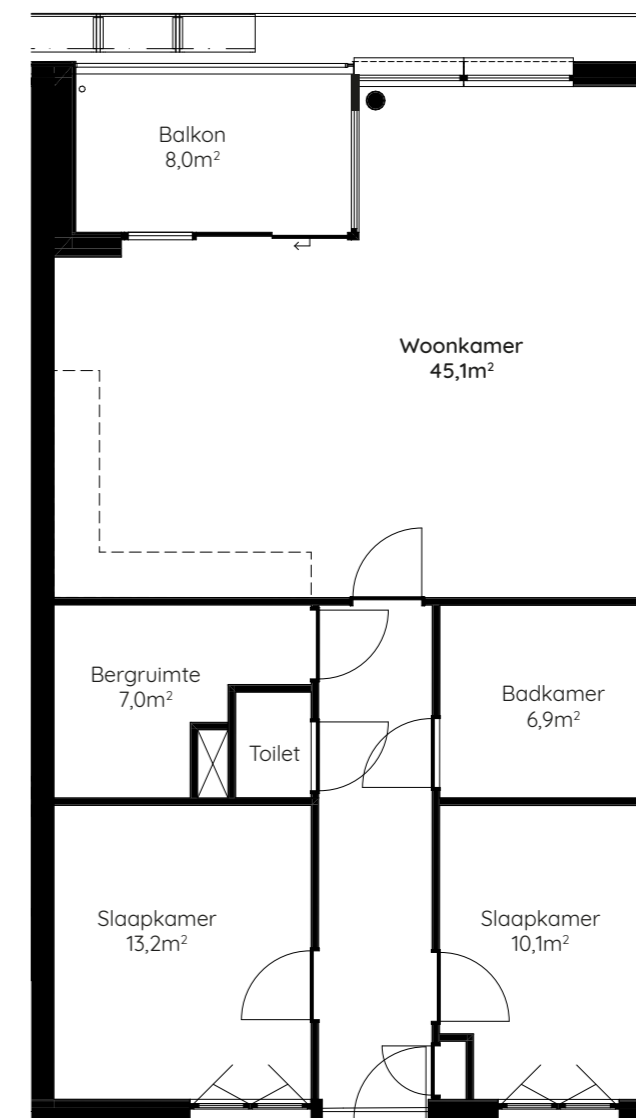 Balkon
8,0m²
Woonkamer
45,1m²
Bergruimte
7,0m²
Badkamer
6,9m²
Toilet
Slaapkamer
13,2m²
Slaapkamer
10,1m²